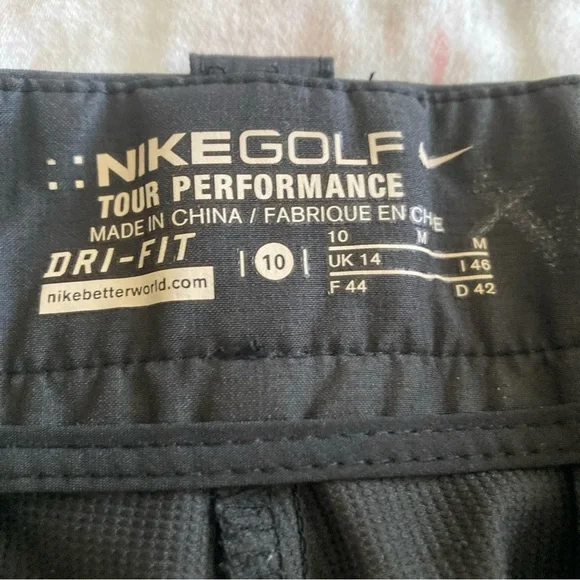 NIKEGOLF
TOUR PERFORMANCE
MADE IN CHINA / FABRIQUE EN CHE
DRI-FIT
nikebetterworld.com
10
10 M M
UK 14 I 46
F 44 D 42